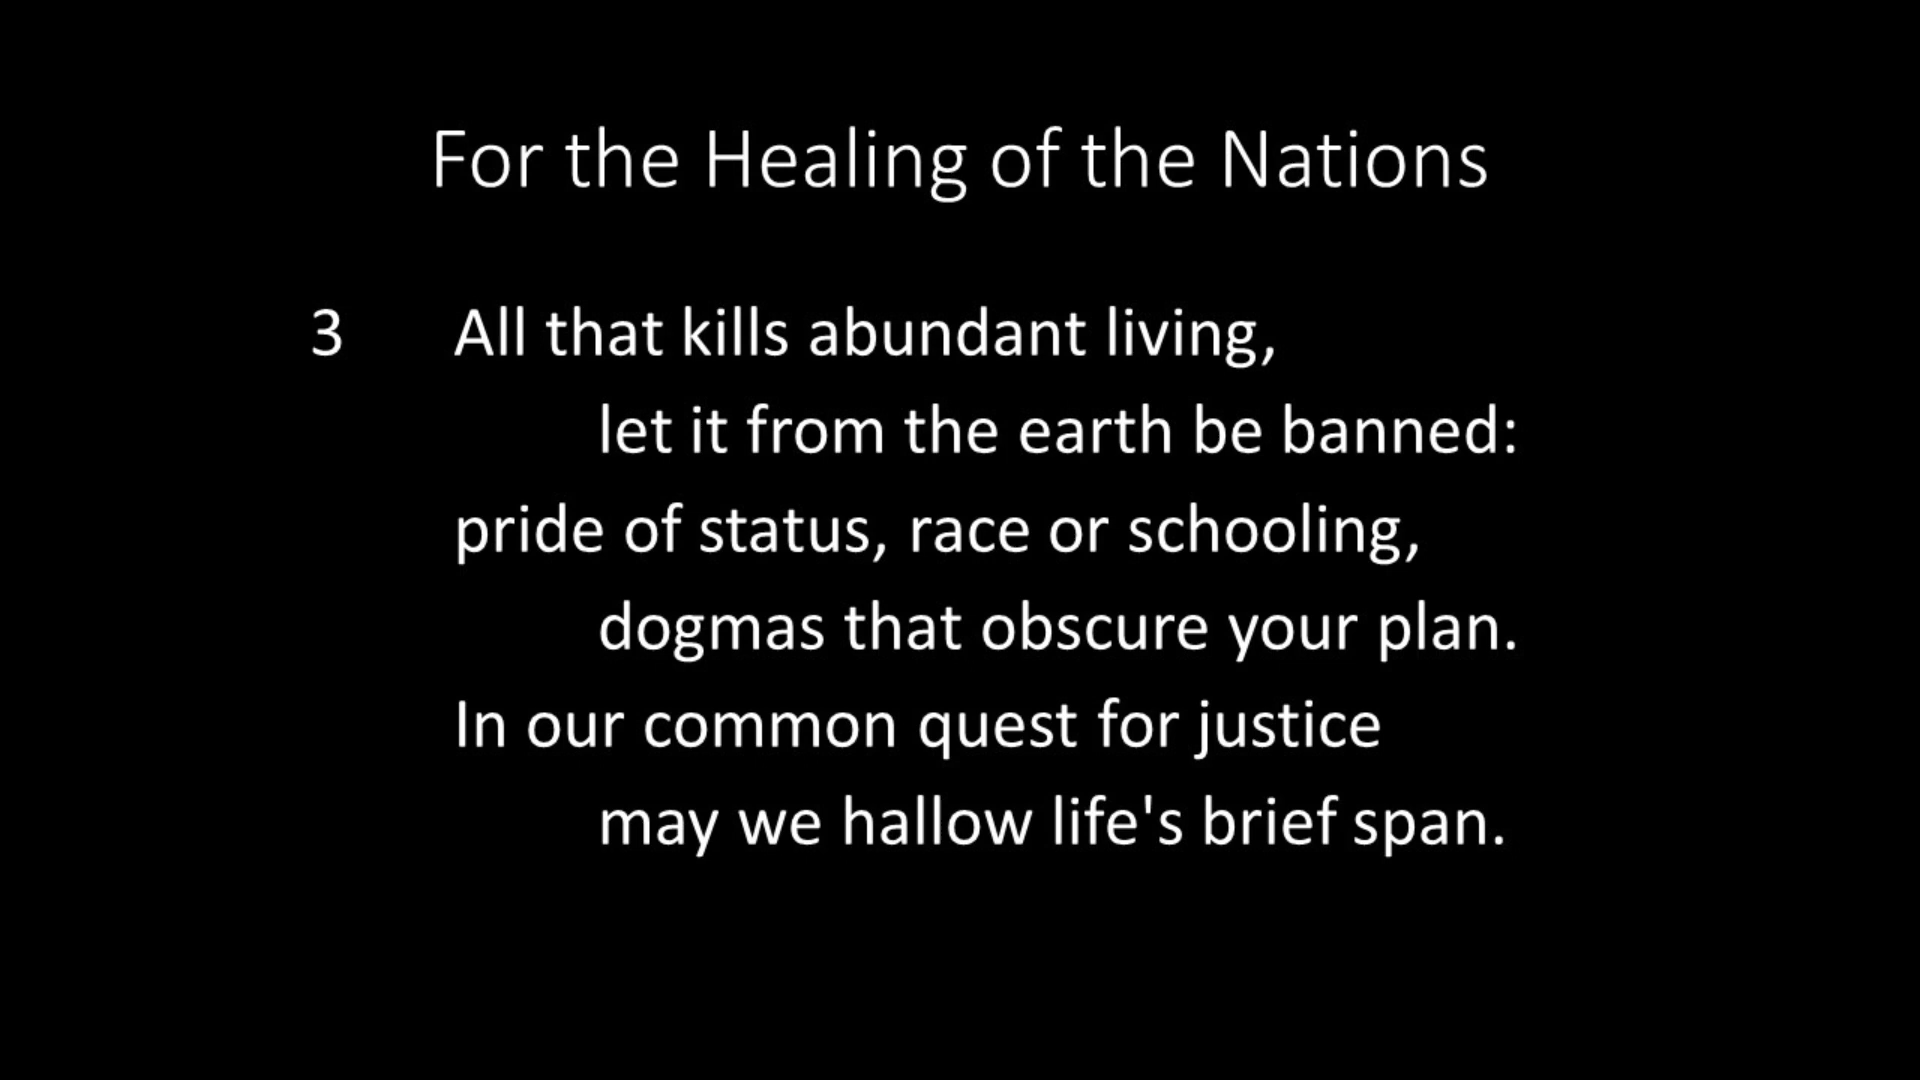 For the Healing of the Nations
3 All that kills abundant living,
let it from the earth be banned:
pride of status, race or schooling,
dogmas that obscure your plan.
In our common quest for justice
may we hallow life's brief span.